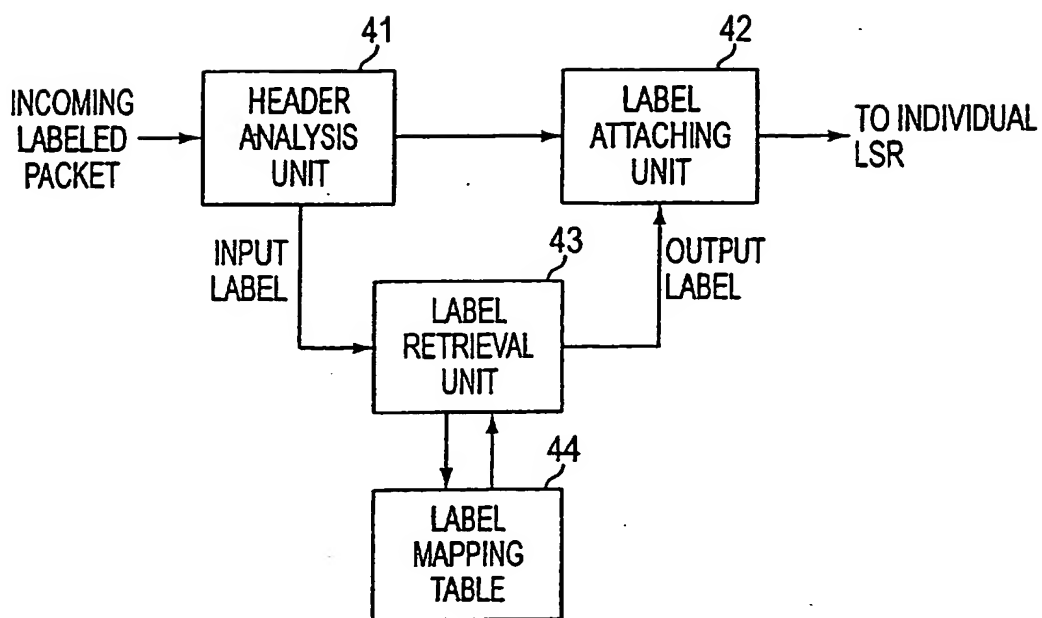 41
42
INCOMING
LABELED
PACKET
HEADER
ANALYSIS
UNIT
LABEL
ATTACHING
UNIT
TO INDIVIDUAL
LSR
INPUT
LABEL
43
OUTPUT
LABEL
LABEL
RETRIEVAL
UNIT
44
LABEL
MAPPING
TABLE